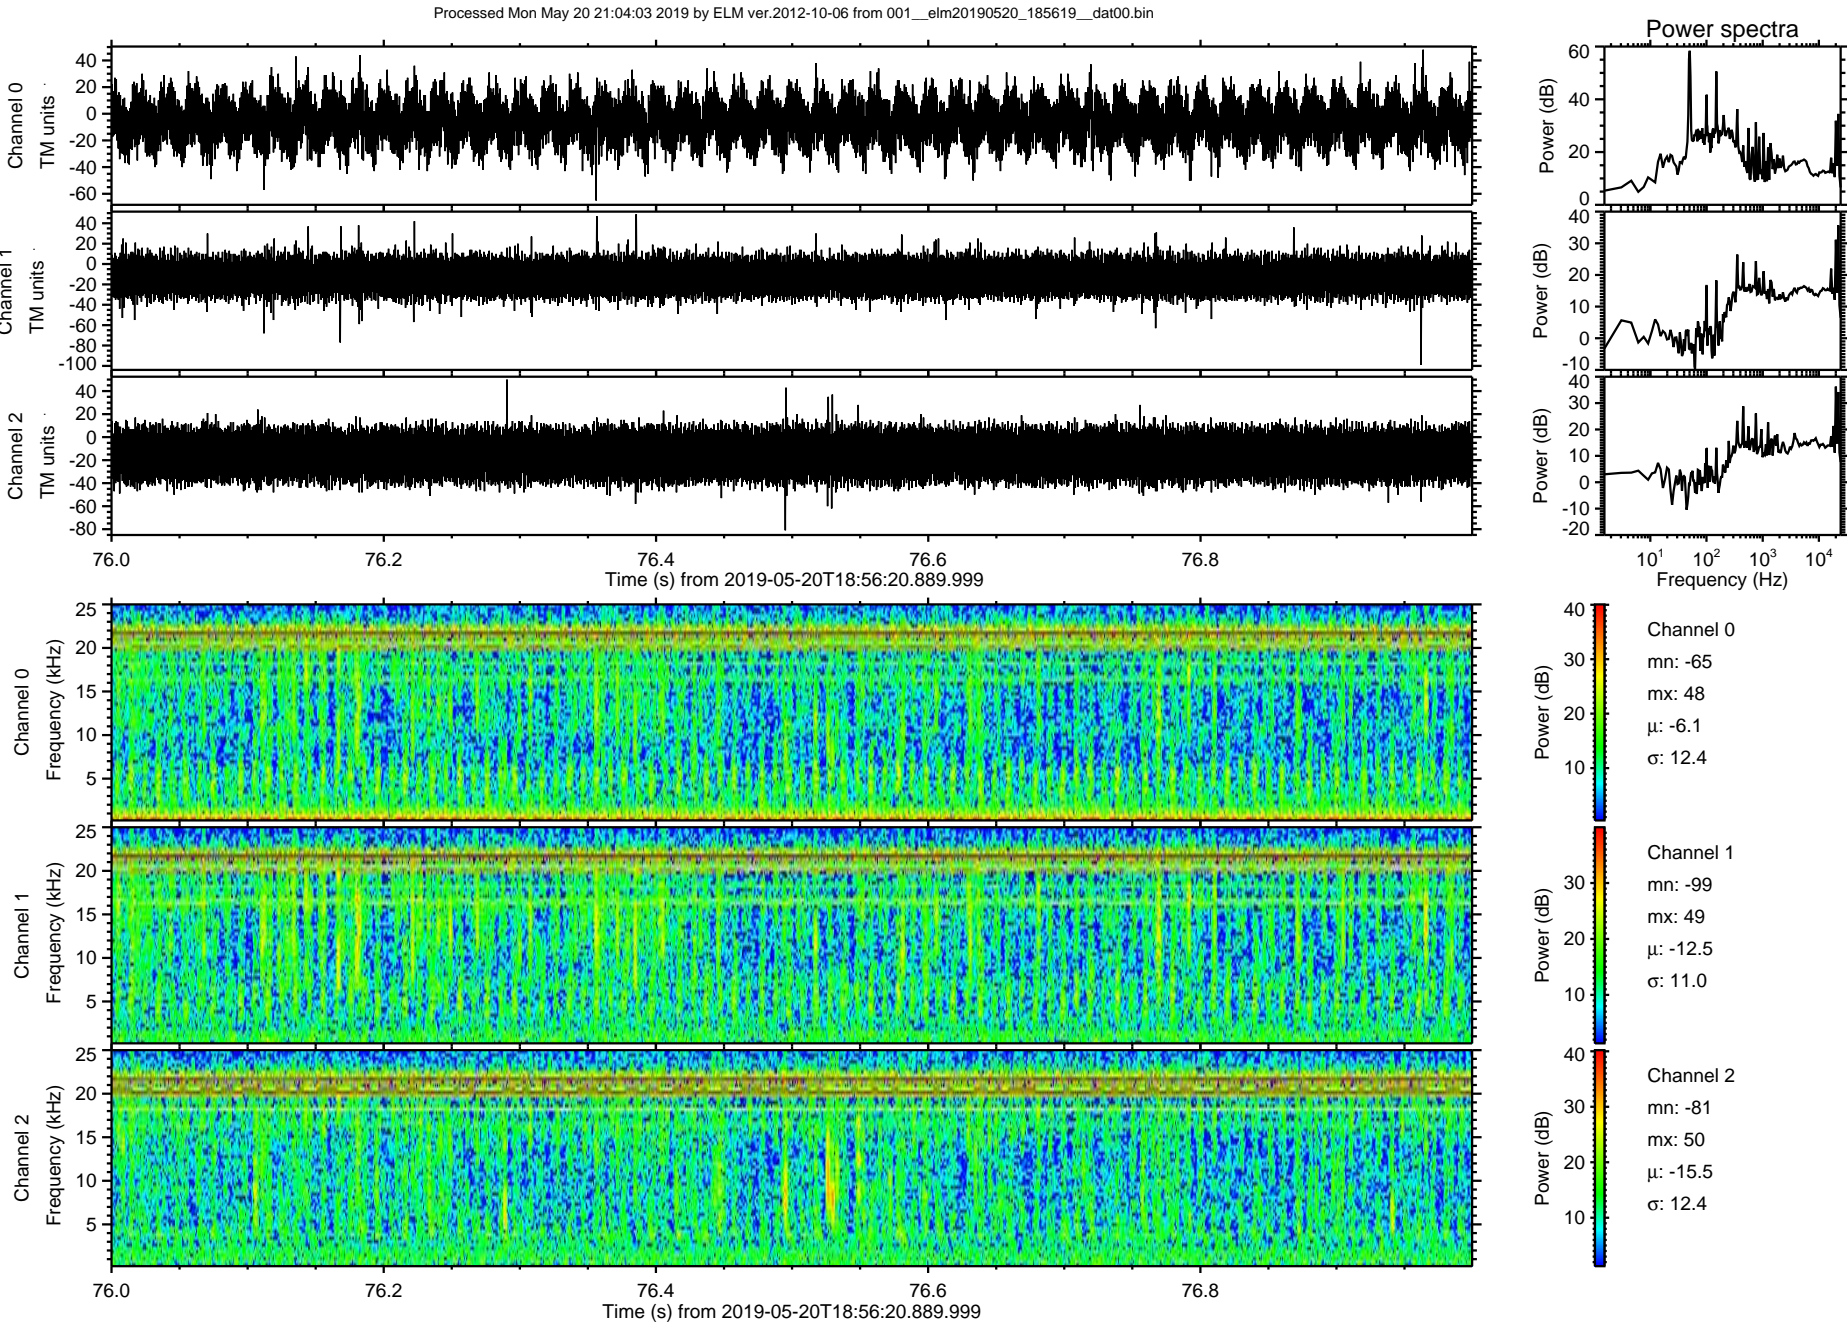 Processed Mon May 20 21:04:03 2019 by ELM ver.2012-10-06 from 001__elm20190520_185619__dat00.bin
Power spectra
Channel 0
TM units
40
20
0
-20
-40
-60
Power (dB)
60
40
20
0
Channel 1
TM units
40
20
0
-20
-40
-60
-80
-100
Power (dB)
40
30
20
10
0
-10
Channel 2
TM units
40
20
0
-20
-40
-60
-80
Power (dB)
40
30
20
10
0
-10
-20
76.0 76.2 76.4 76.6 76.8
Time (s) from 2019-05-20T18:56:20.889.999
10¹ 10² 10³ 10⁴
Frequency (Hz)
Channel 0
Frequency (kHz)
25
20
15
10
5
Power (dB)
40
30
20
10
Channel 0
mn: -65
mx: 48
μ: -6.1
σ: 12.4
Channel 1
Frequency (kHz)
25
20
15
10
5
Power (dB)
30
20
10
Channel 1
mn: -99
mx: 49
μ: -12.5
σ: 11.0
Channel 2
Frequency (kHz)
25
20
15
10
5
Power (dB)
40
30
20
10
Channel 2
mn: -81
mx: 50
μ: -15.5
σ: 12.4
76.0 76.2 76.4 76.6 76.8
Time (s) from 2019-05-20T18:56:20.889.999